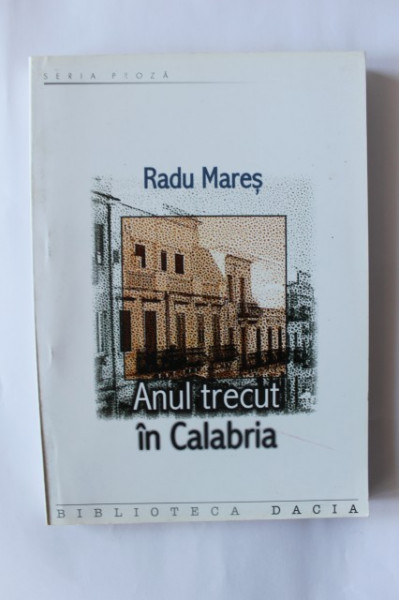 SERIA PROZĂ
Radu Mareș
Anul trecut
în Calabria
BIBLIOTECA DACIA